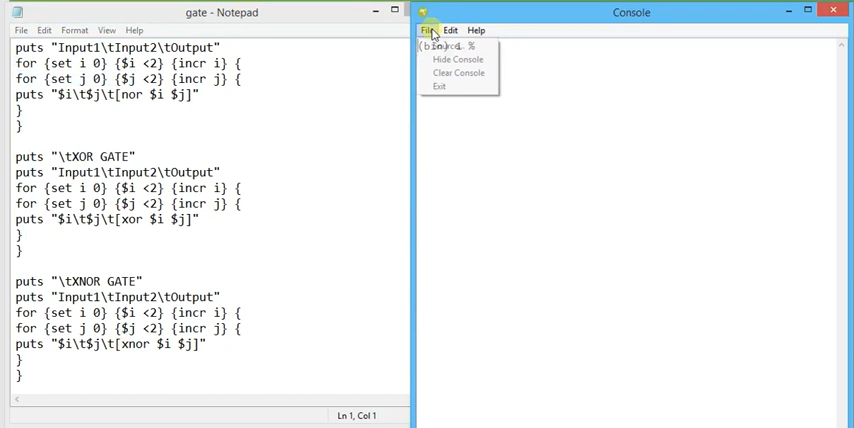 gate - Notepad
File Edit Format View Help
puts "Input1\tInput2\tOutput"
for {set i 0} {$i <2} {incr i} {
for {set j 0} {$j <2} {incr j} {
puts "$i\t$j\t[nor $i $j]"
}
}
puts "\tXOR GATE"
puts "Input1\tInput2\tOutput"
for {set i 0} {$i <2} {incr i} {
for {set j 0} {$j <2} {incr j} {
puts "$i\t$j\t[xor $i $j]"
}
}
puts "\tXNOR GATE"
puts "Input1\tInput2\tOutput"
for {set i 0} {$i <2} {incr i} {
for {set j 0} {$j <2} {incr j} {
puts "$i\t$j\t[xnor $i $j]"
}
}
Ln 1, Col 1
Console
File Edit Help
(bin) 1 %
Hide Console
Clear Console
Exit